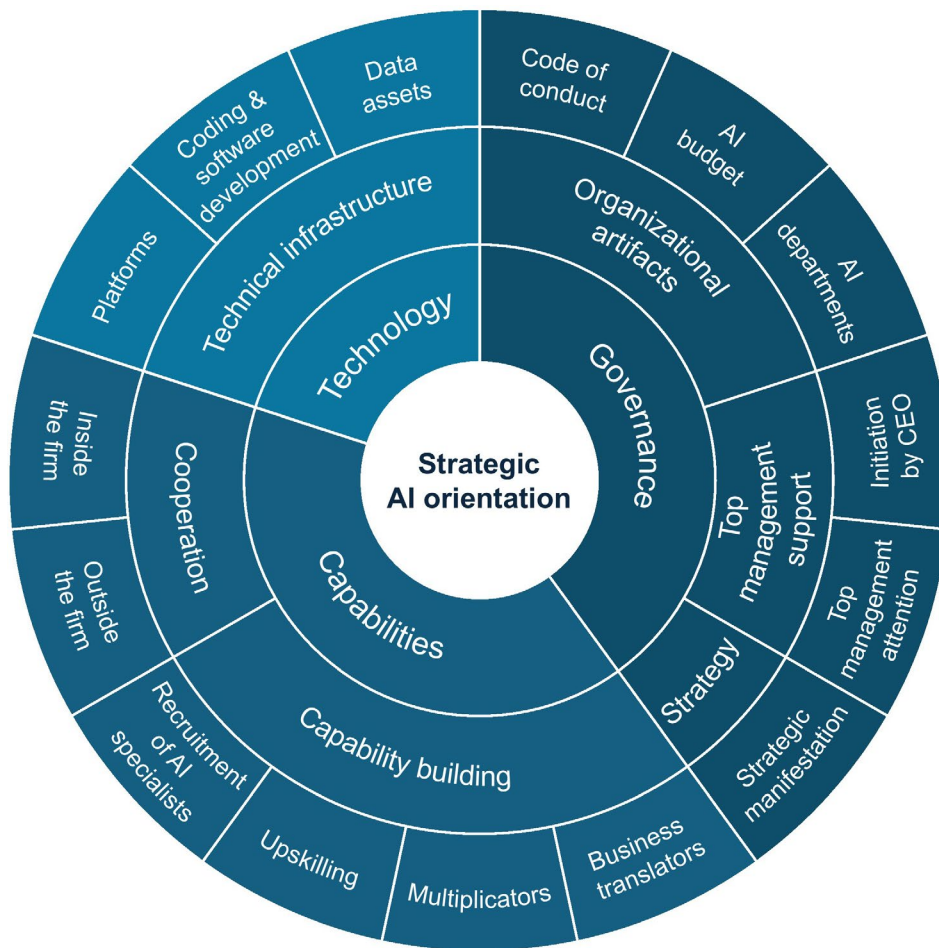 Strategic
AI orientation
Governance
Organizational
artifacts
Code of
conduct
AI
budget
AI
departments
Top
management
support
Initiation
by CEO
Top
management
attention
Strategy
Strategic
manifestation
Capabilities
Capability building
Business
translators
Multiplicators
Upskilling
Recruitment
of AI
specialists
Cooperation
Outside
the firm
Inside
the firm
Technology
Technical infrastructure
Platforms
Coding &
software
development
Data
assets